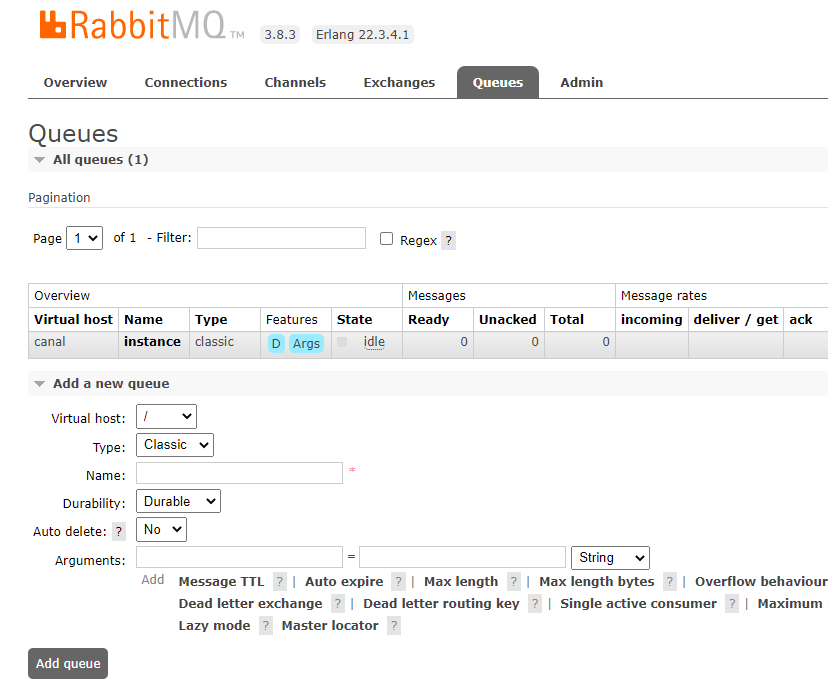 RabbitMQ TM 3.8.3 Erlang 22.3.4.1
Overview Connections Channels Exchanges Queues Admin
Queues
All queues (1)
Pagination
Page 1 of 1 - Filter: Regex ?
Overview Messages Message rates
Virtual host Name Type Features State Ready Unacked Total incoming deliver / get ack
canal instance classic D Args idle 0 0 0
Add a new queue
Virtual host: /
Type: Classic
Name: *
Durability: Durable
Auto delete: ? No
Arguments: = String
Add Message TTL ? | Auto expire ? | Max length ? | Max length bytes ? | Overflow behaviour
Dead letter exchange ? | Dead letter routing key ? | Single active consumer ? | Maximum
Lazy mode ? Master locator ?
Add queue